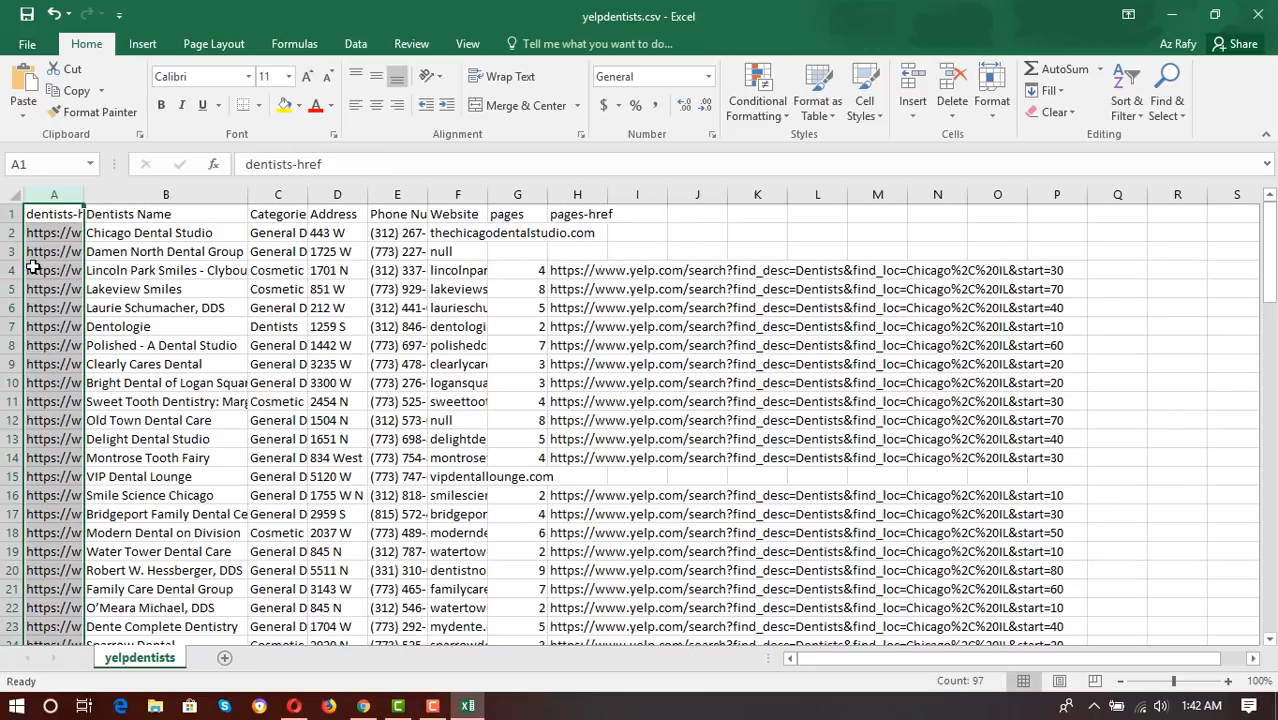 yelpdentists.csv - Excel
File Home Insert Page Layout Formulas Data Review View Tell me what you want to do... Az Rafy Share
Paste Cut Copy Format Painter
Calibri 11 B I U Wrap Text Merge & Center General $ % , Conditional Formatting Format as Table Cell Styles Insert Delete Format AutoSum Fill Clear Sort & Filter Find & Select
Clipboard Font Alignment Number Styles Cells Editing
A1 fx dentists-href
A B C D E F G H I J K L M N O P Q R S
1 dentists-h Dentists Name Categorie Address Phone Nu Website pages pages-href
2 https://w Chicago Dental Studio General D 443 W (312) 267- thechicagodentalstudio.com
3 https://w Damen North Dental Group General D 1725 W (773) 227- null
4 https://w Lincoln Park Smiles - Clybou Cosmetic 1701 N (312) 337- lincolnpar 4 https://www.yelp.com/search?find_desc=Dentists&find_loc=Chicago%2C%20IL&start=30
5 https://w Lakeview Smiles Cosmetic 851 W (773) 929- lakeviews 8 https://www.yelp.com/search?find_desc=Dentists&find_loc=Chicago%2C%20IL&start=70
6 https://w Laurie Schumacher, DDS General D 212 W (312) 441- laurieschu 5 https://www.yelp.com/search?find_desc=Dentists&find_loc=Chicago%2C%20IL&start=40
7 https://w Dentologie Dentists 1259 S (312) 846- dentologi 2 https://www.yelp.com/search?find_desc=Dentists&find_loc=Chicago%2C%20IL&start=10
8 https://w Polished - A Dental Studio General D 1442 W (773) 697- polishedc 7 https://www.yelp.com/search?find_desc=Dentists&find_loc=Chicago%2C%20IL&start=60
9 https://w Clearly Cares Dental General D 3235 W (773) 478- clearlycar 3 https://www.yelp.com/search?find_desc=Dentists&find_loc=Chicago%2C%20IL&start=20
10 https://w Bright Dental of Logan Squar General D 3300 W (773) 276- logansqua 3 https://www.yelp.com/search?find_desc=Dentists&find_loc=Chicago%2C%20IL&start=20
11 https://w Sweet Tooth Dentistry: Marg General D 2454 N (773) 525- sweettoot 4 https://www.yelp.com/search?find_desc=Dentists&find_loc=Chicago%2C%20IL&start=30
12 https://w Old Town Dental Care General D 1504 N (312) 573- null 8 https://www.yelp.com/search?find_desc=Dentists&find_loc=Chicago%2C%20IL&start=70
13 https://w Delight Dental Studio General D 1651 N (773) 698- delightde 5 https://www.yelp.com/search?find_desc=Dentists&find_loc=Chicago%2C%20IL&start=40
14 https://w Montrose Tooth Fairy General D 834 West (773) 754- montrose 4 https://www.yelp.com/search?find_desc=Dentists&find_loc=Chicago%2C%20IL&start=30
15 https://w VIP Dental Lounge General D 5120 W (773) 747- vipdentallounge.com
16 https://w Smile Science Chicago General D 1755 W N (312) 818- smilescien 2 https://www.yelp.com/search?find_desc=Dentists&find_loc=Chicago%2C%20IL&start=10
17 https://w Bridgeport Family Dental Ce General D 2959 S (815) 572- bridgepor 4 https://www.yelp.com/search?find_desc=Dentists&find_loc=Chicago%2C%20IL&start=30
18 https://w Modern Dental on Division Cosmetic 2037 W (773) 489- modernde 6 https://www.yelp.com/search?find_desc=Dentists&find_loc=Chicago%2C%20IL&start=50
19 https://w Water Tower Dental Care General D 845 N (312) 787- watertow 2 https://www.yelp.com/search?find_desc=Dentists&find_loc=Chicago%2C%20IL&start=10
20 https://w Robert W. Hessberger, DDS General D 5511 N (331) 310- dentistno 9 https://www.yelp.com/search?find_desc=Dentists&find_loc=Chicago%2C%20IL&start=80
21 https://w Family Care Dental Group General D 3143 W (773) 465- familycare 7 https://www.yelp.com/search?find_desc=Dentists&find_loc=Chicago%2C%20IL&start=60
22 https://w O'Meara Michael, DDS General D 845 N (312) 546- watertow 2 https://www.yelp.com/search?find_desc=Dentists&find_loc=Chicago%2C%20IL&start=10
23 https://w Dente Complete Dentistry General D 1704 W (773) 292- mydente. 5 https://www.yelp.com/search?find_desc=Dentists&find_loc=Chicago%2C%20IL&start=40
yelpdentists
Ready Count: 97 100%
1:42 AM